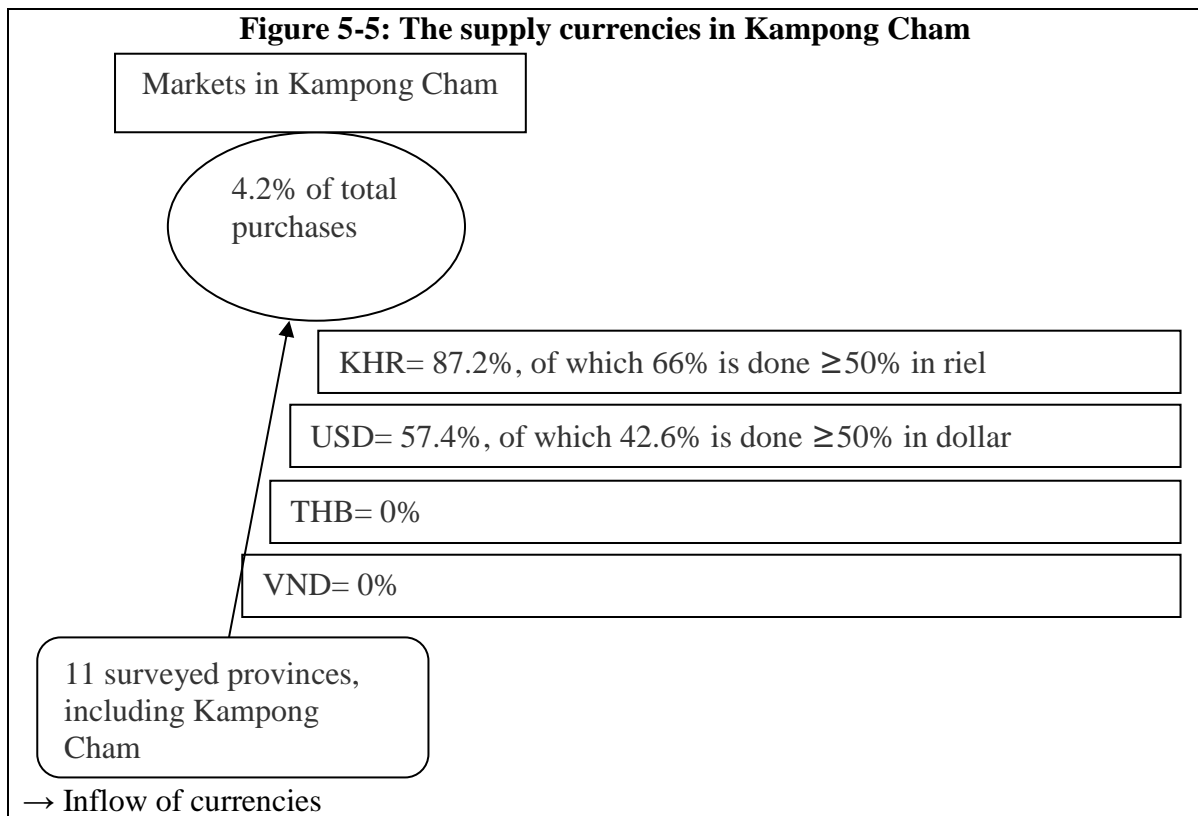 Figure 5-5: The supply currencies in Kampong Cham
Markets in Kampong Cham
4.2% of total
purchases
KHR= 87.2%, of which 66% is done ≥50% in riel
USD= 57.4%, of which 42.6% is done ≥50% in dollar
THB= 0%
VND= 0%
11 surveyed provinces,
including Kampong
Cham
→ Inflow of currencies